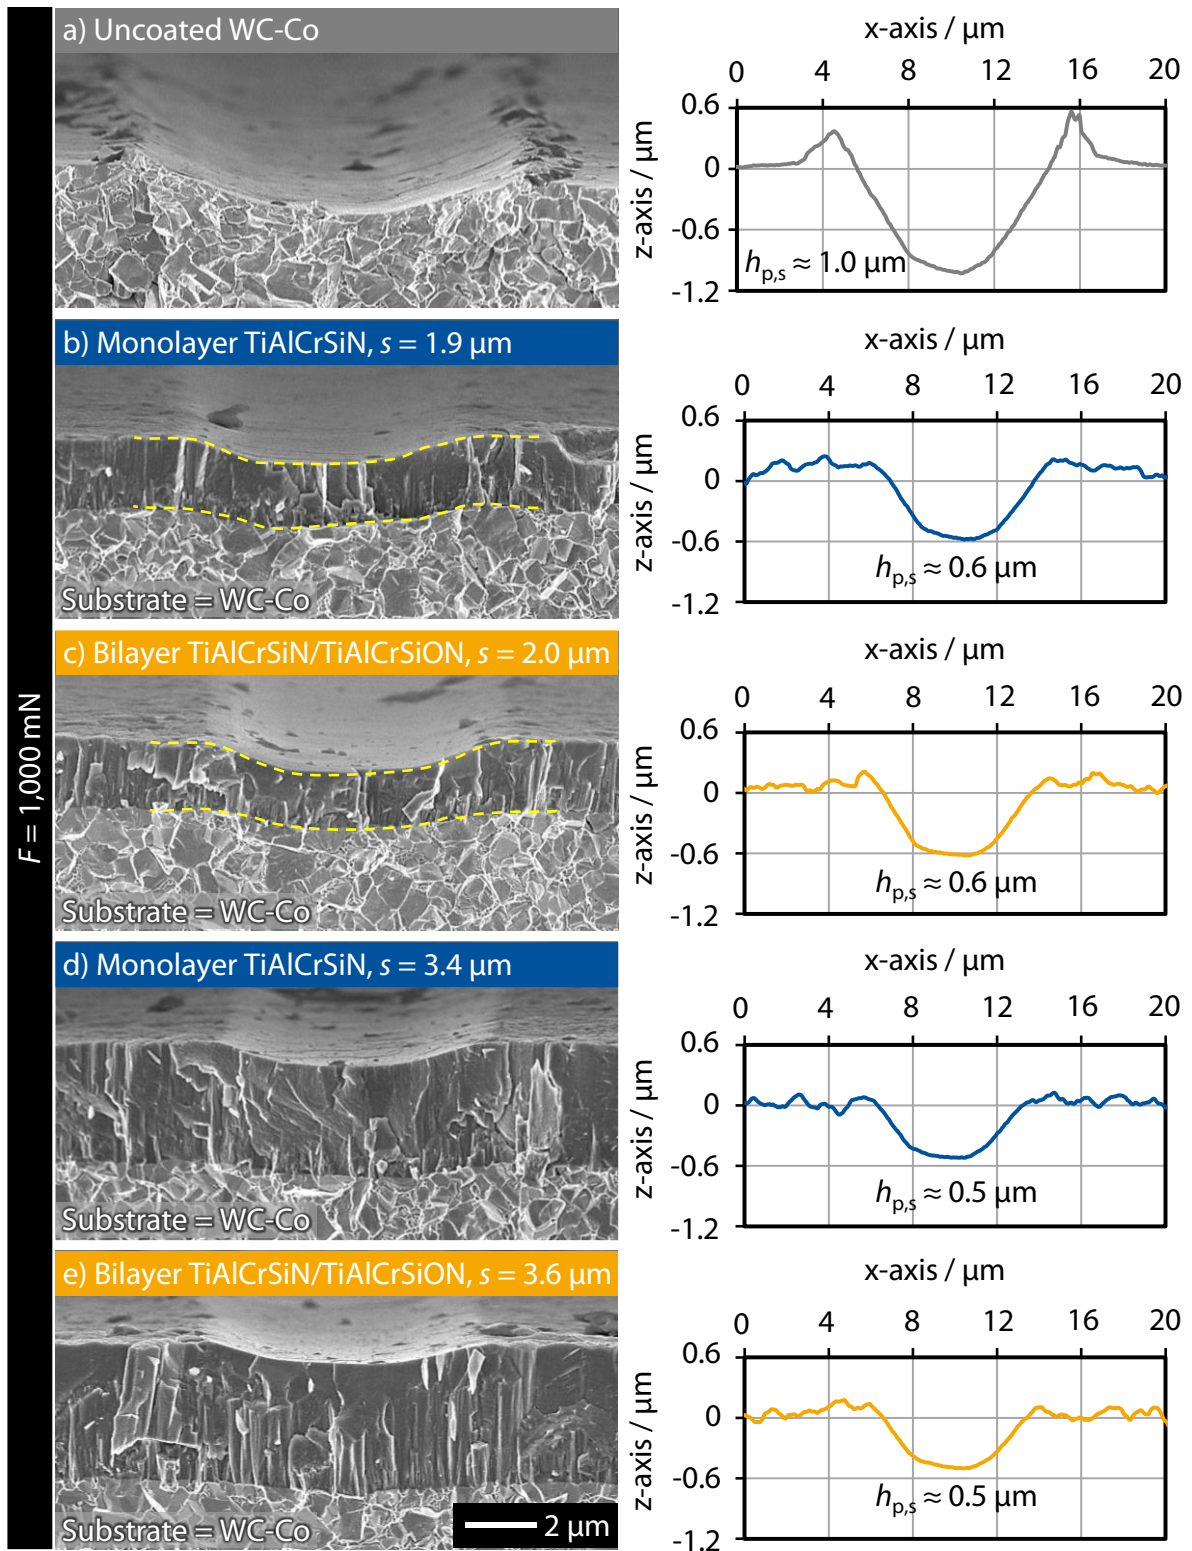 F = 1,000 mN
a) Uncoated WC-Co
x-axis / µm
0 4 8 12 16 20
z-axis / µm
0.6
0
-0.6
-1.2
hp,s ≈ 1.0 µm
b) Monolayer TiAlCrSiN, s = 1.9 µm
Substrate = WC-Co
x-axis / µm
0 4 8 12 16 20
z-axis / µm
0.6
0
-0.6
-1.2
hp,s ≈ 0.6 µm
c) Bilayer TiAlCrSiN/TiAlCrSiON, s = 2.0 µm
Substrate = WC-Co
x-axis / µm
0 4 8 12 16 20
z-axis / µm
0.6
0
-0.6
-1.2
hp,s ≈ 0.6 µm
d) Monolayer TiAlCrSiN, s = 3.4 µm
Substrate = WC-Co
x-axis / µm
0 4 8 12 16 20
z-axis / µm
0.6
0
-0.6
-1.2
hp,s ≈ 0.5 µm
e) Bilayer TiAlCrSiN/TiAlCrSiON, s = 3.6 µm
Substrate = WC-Co
2 µm
x-axis / µm
0 4 8 12 16 20
z-axis / µm
0.6
0
-0.6
-1.2
hp,s ≈ 0.5 µm